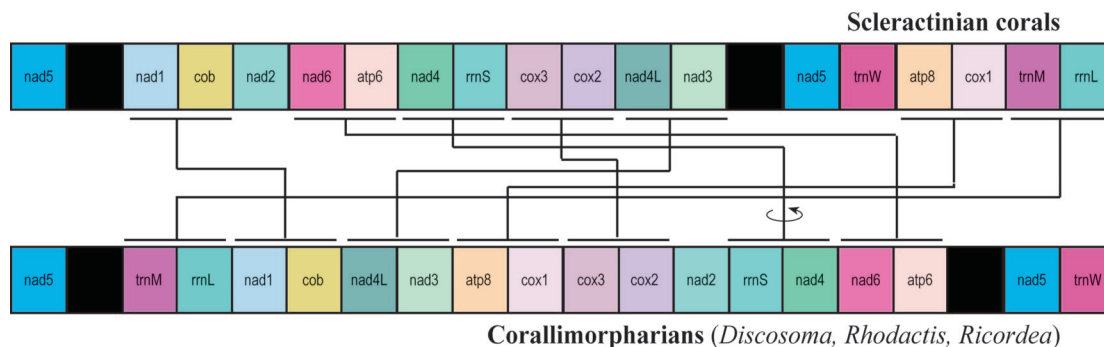 Scleractinian corals
nad5 nad1 cob nad2 nad6 atp6 nad4 rrnS cox3 cox2 nad4L nad3 nad5 trnW atp8 cox1 trnM rrnL
nad5 trnM rrnL nad1 cob nad4L nad3 atp8 cox1 cox3 cox2 nad2 rrnS nad4 nad6 atp6 nad5 trnW
Corallimorpharians (Discosoma, Rhodactis, Ricordea)